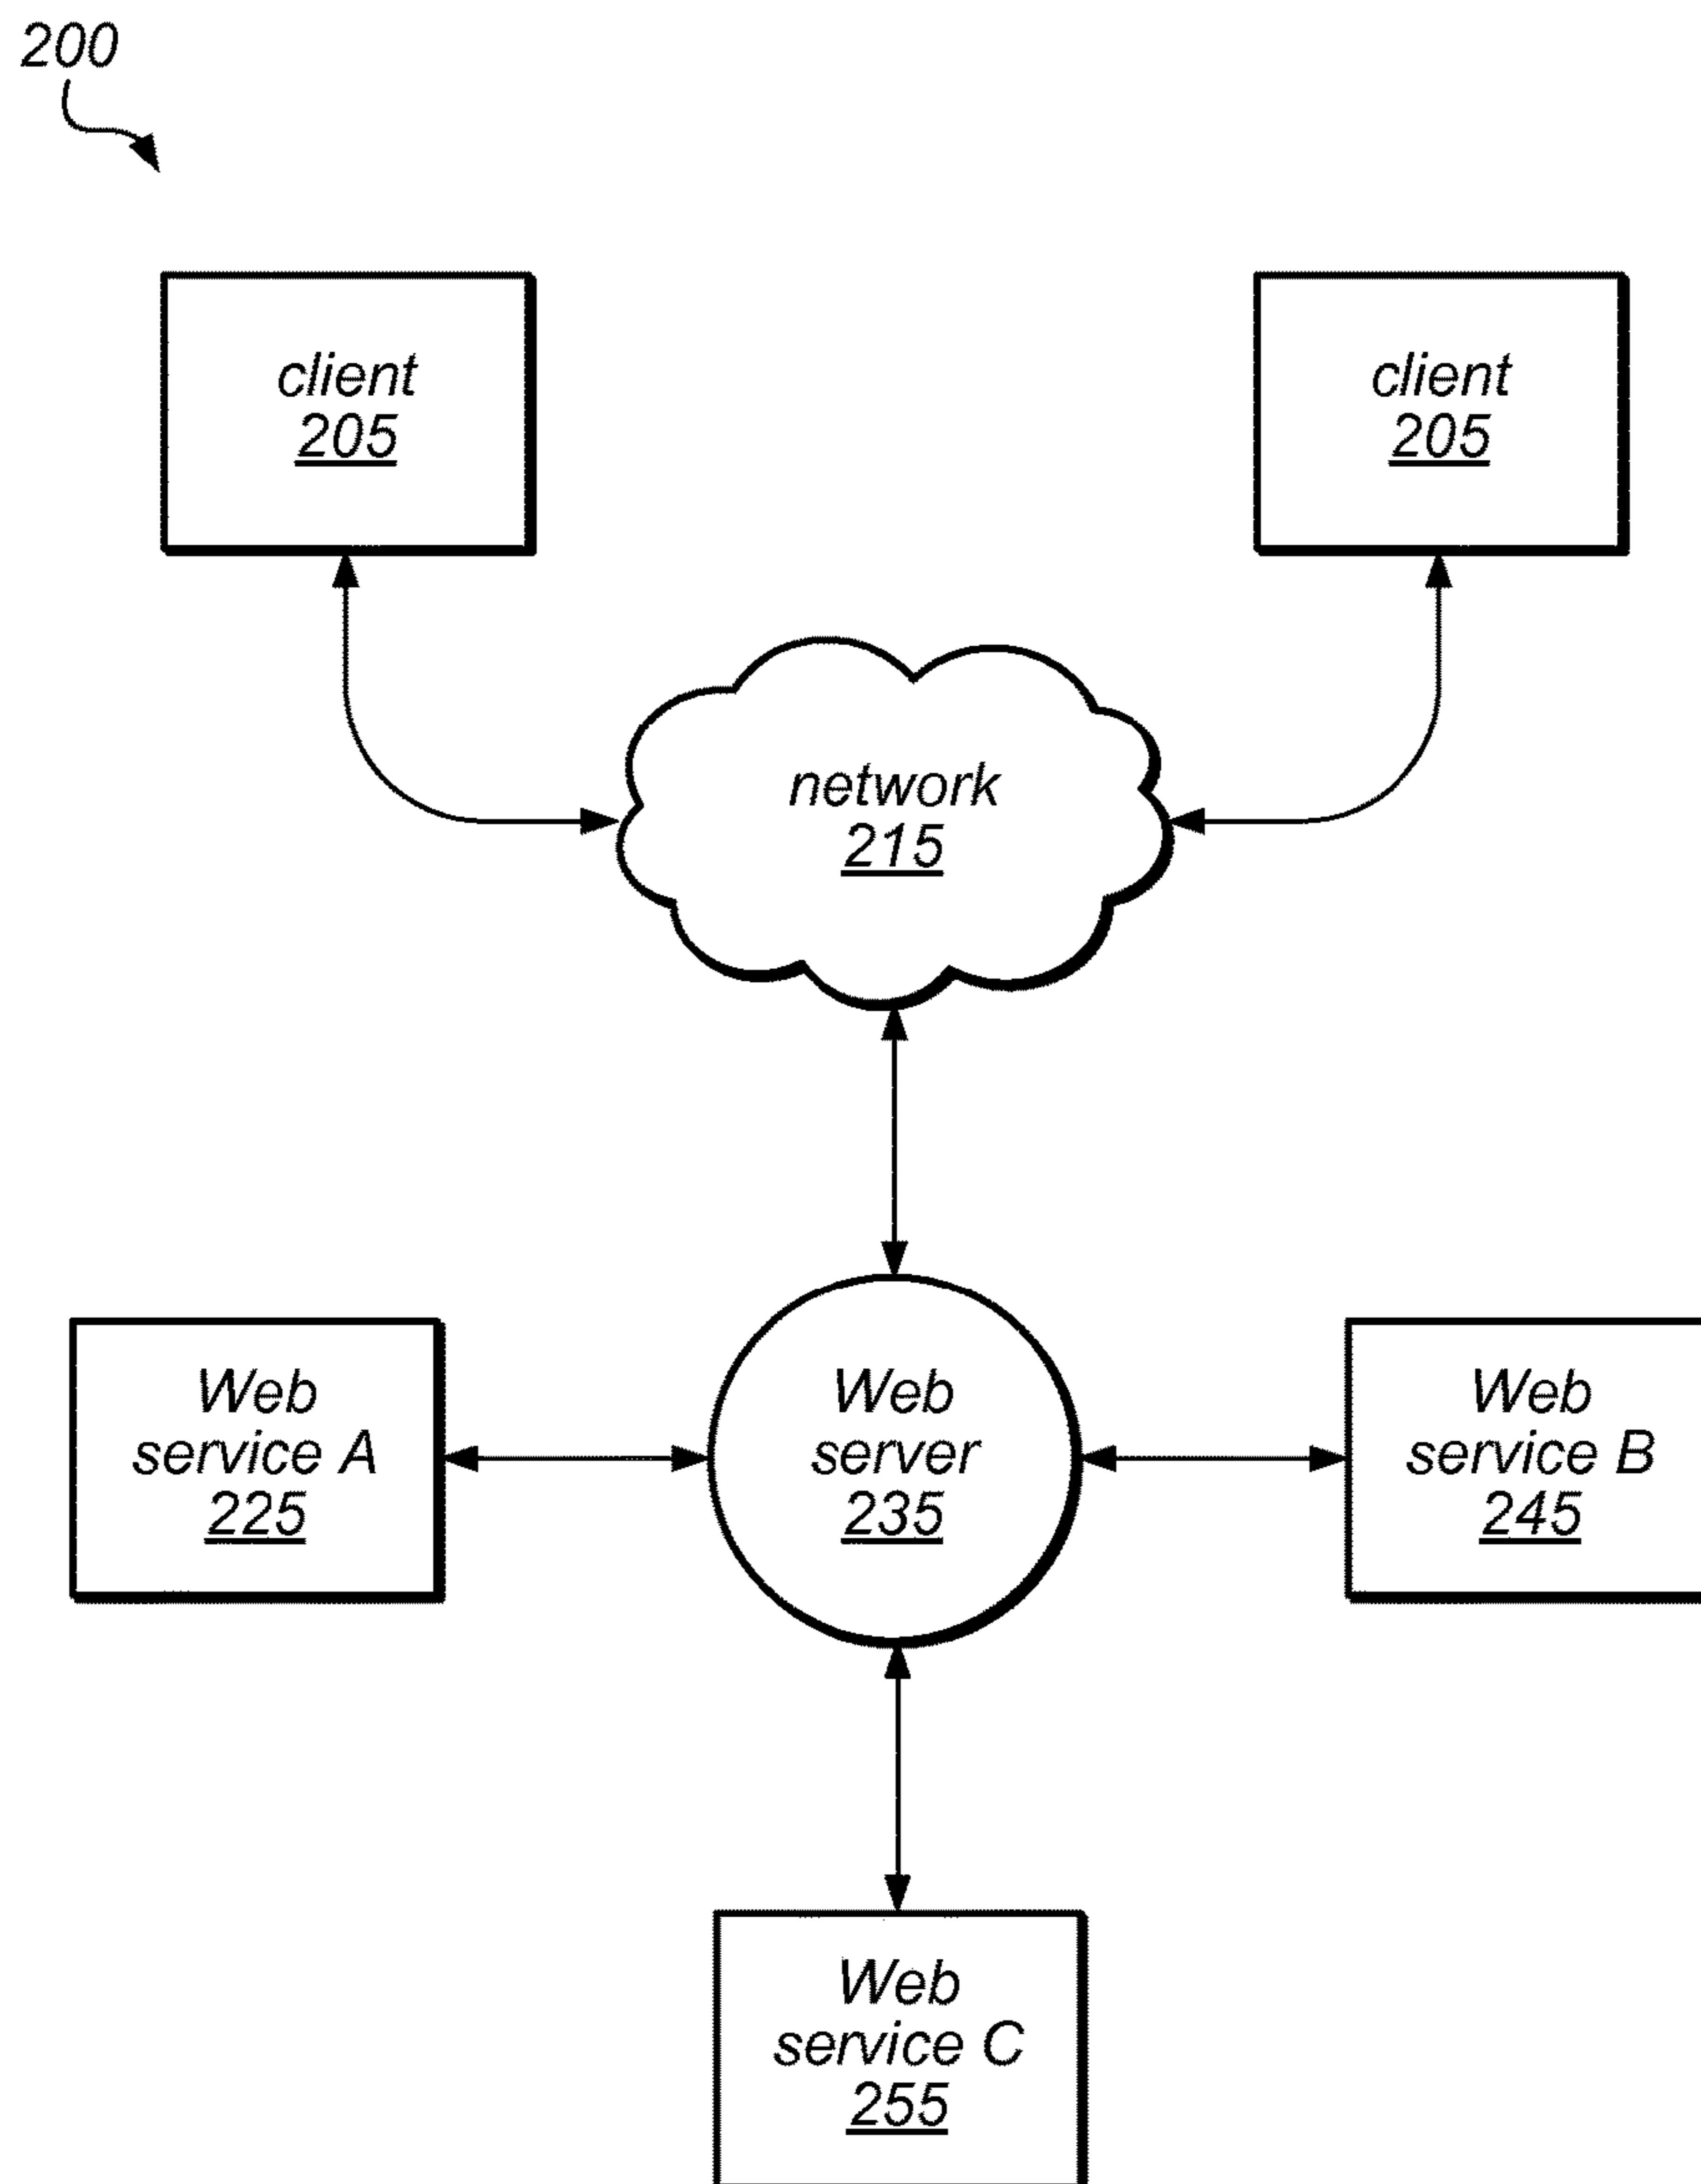 200
client
205
client
205
network
215
Web
service A
225
Web
server
235
Web
service B
245
Web
service C
255